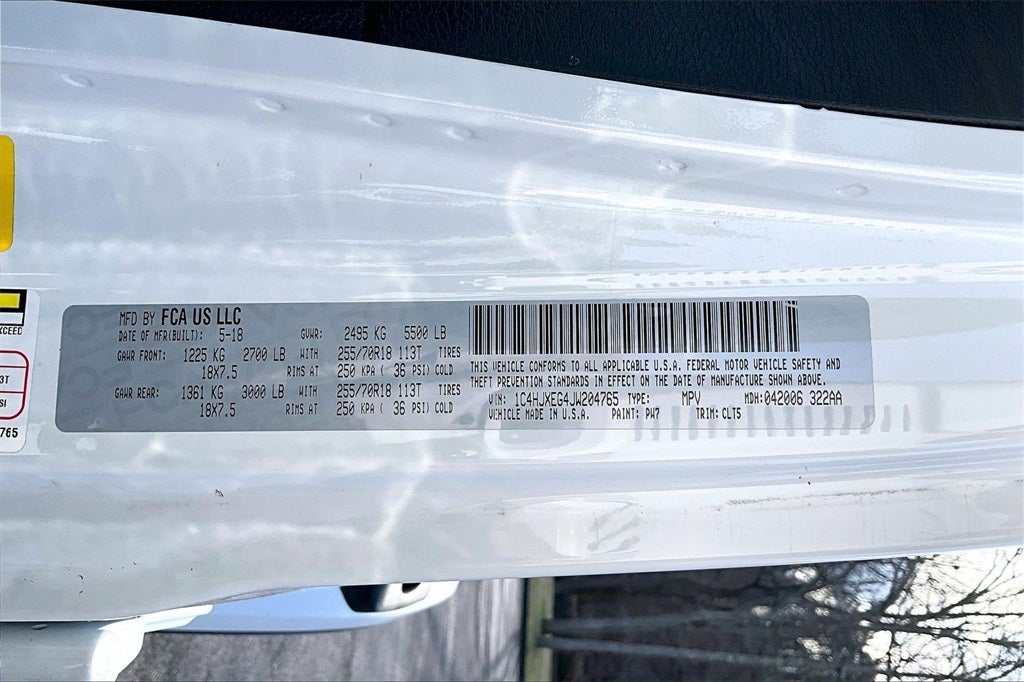 MFD BY FCA US LLC
DATE OF MFR(BUILT): 5-18 GVWR: 2495 KG 5500 LB
GAWR FRONT: 1225 KG 2700 LB WITH 255/70R18 113T TIRES
18X7.5 RIMS AT 250 KPA ( 36 PSI) COLD
GAWR REAR: 1361 KG 3000 LB WITH 255/70R18 113T TIRES
18X7.5 RIMS AT 250 KPA ( 36 PSI) COLD
THIS VEHICLE CONFORMS TO ALL APPLICABLE U.S.A. FEDERAL MOTOR VEHICLE SAFETY AND
THEFT PREVENTION STANDARDS IN EFFECT ON THE DATE OF MANUFACTURE SHOWN ABOVE.
VIN: 1C4HJXEG4JW204765 TYPE: MPV MDH: 042006 322AA
VEHICLE MADE IN U.S.A. PAINT: PW7 TRIM: CLT5
XCEED
3T
SI
765